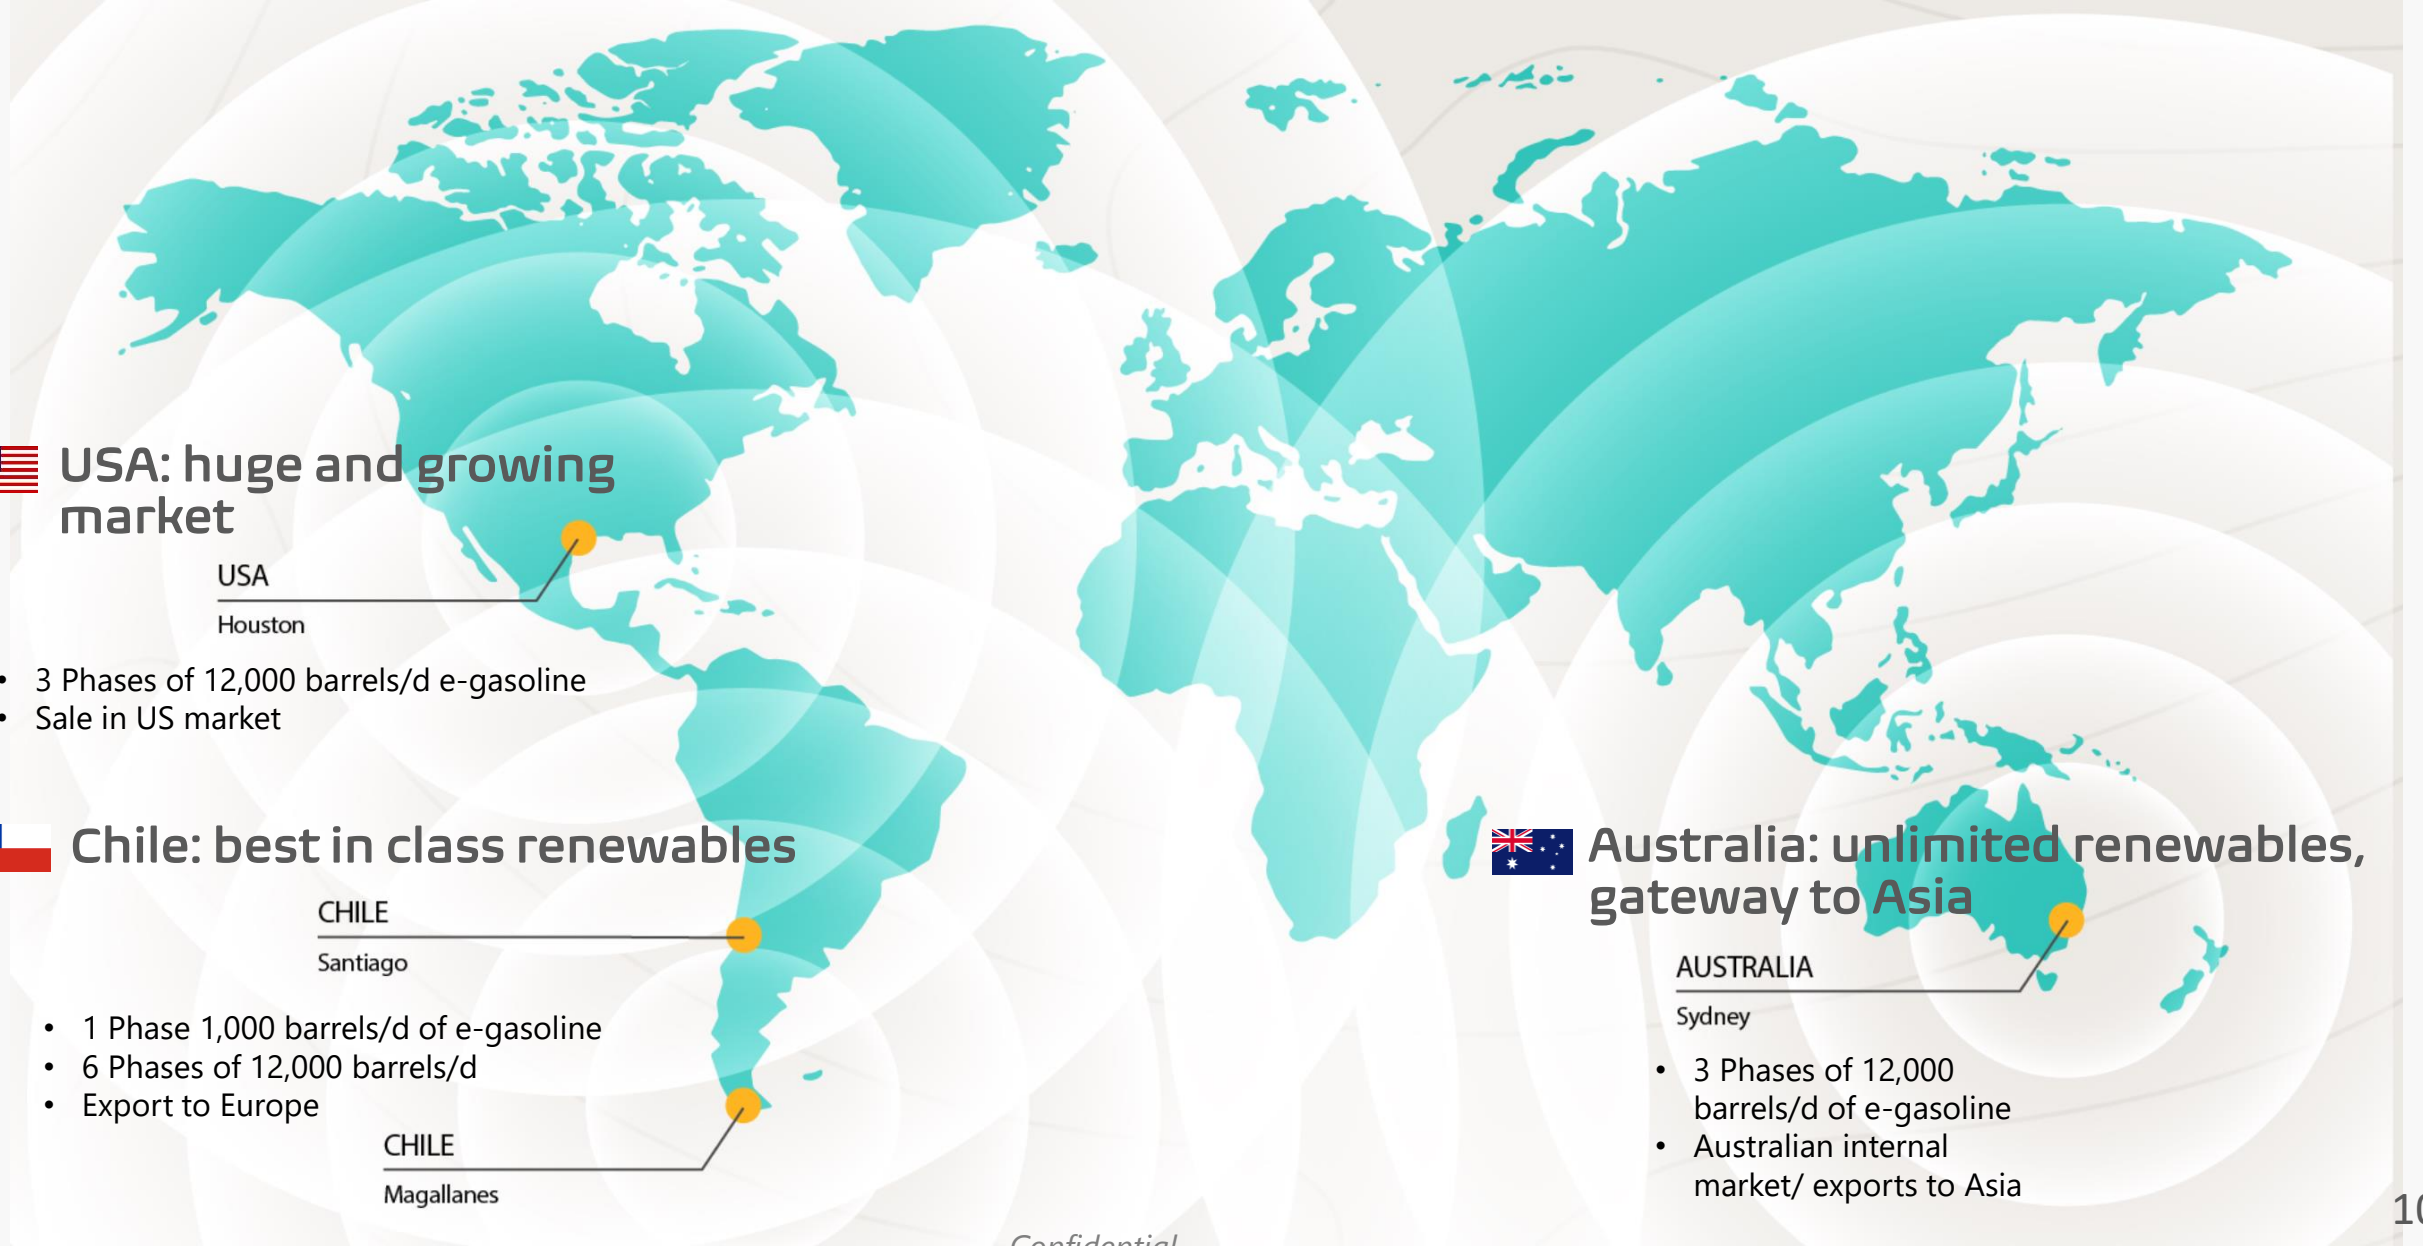 USA: huge and growing
market
USA
Houston
• 3 Phases of 12,000 barrels/d e-gasoline
• Sale in US market
Chile: best in class renewables
CHILE
Santiago
• 1 Phase 1,000 barrels/d of e-gasoline
• 6 Phases of 12,000 barrels/d
• Export to Europe
CHILE
Magallanes
Australia: unlimited renewables,
gateway to Asia
AUSTRALIA
Sydney
• 3 Phases of 12,000
barrels/d of e-gasoline
• Australian internal
market/ exports to Asia
Confidential
10